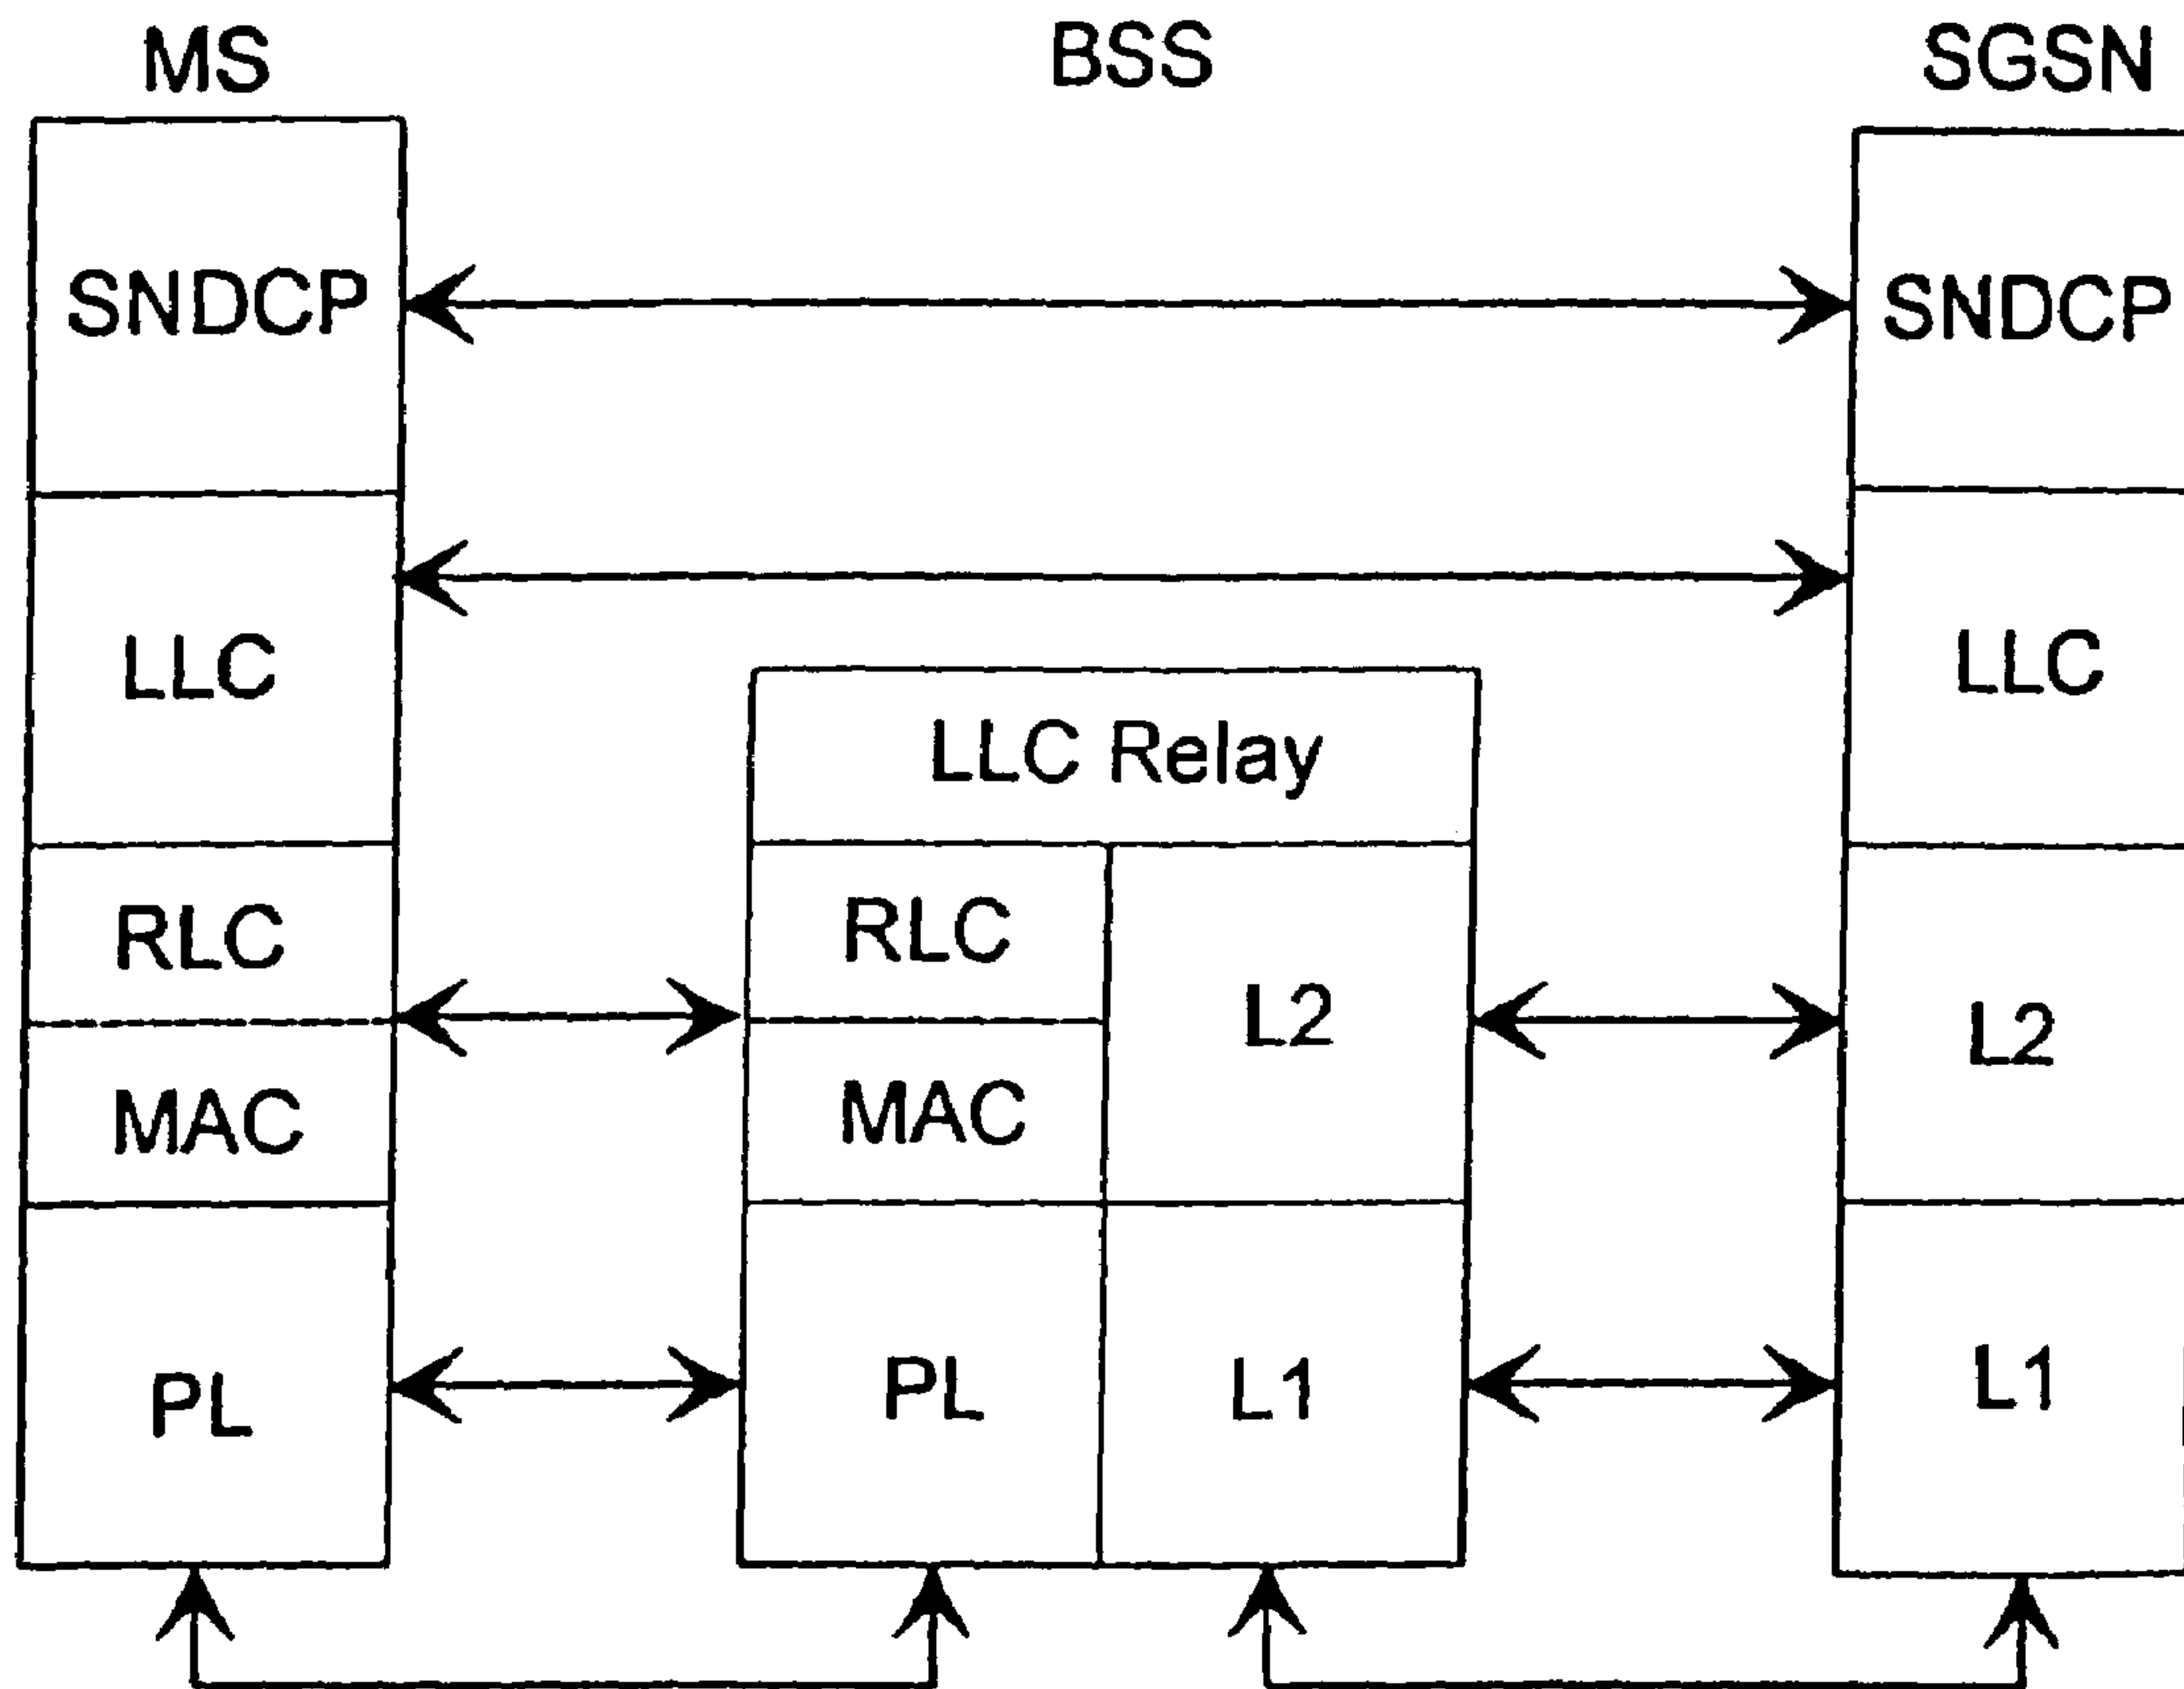 MS BSS SGSN
SNDCP SNDCP
LLC LLC
LLC Relay
RLC RLC
L2 L2
MAC MAC
PL PL L1 L1